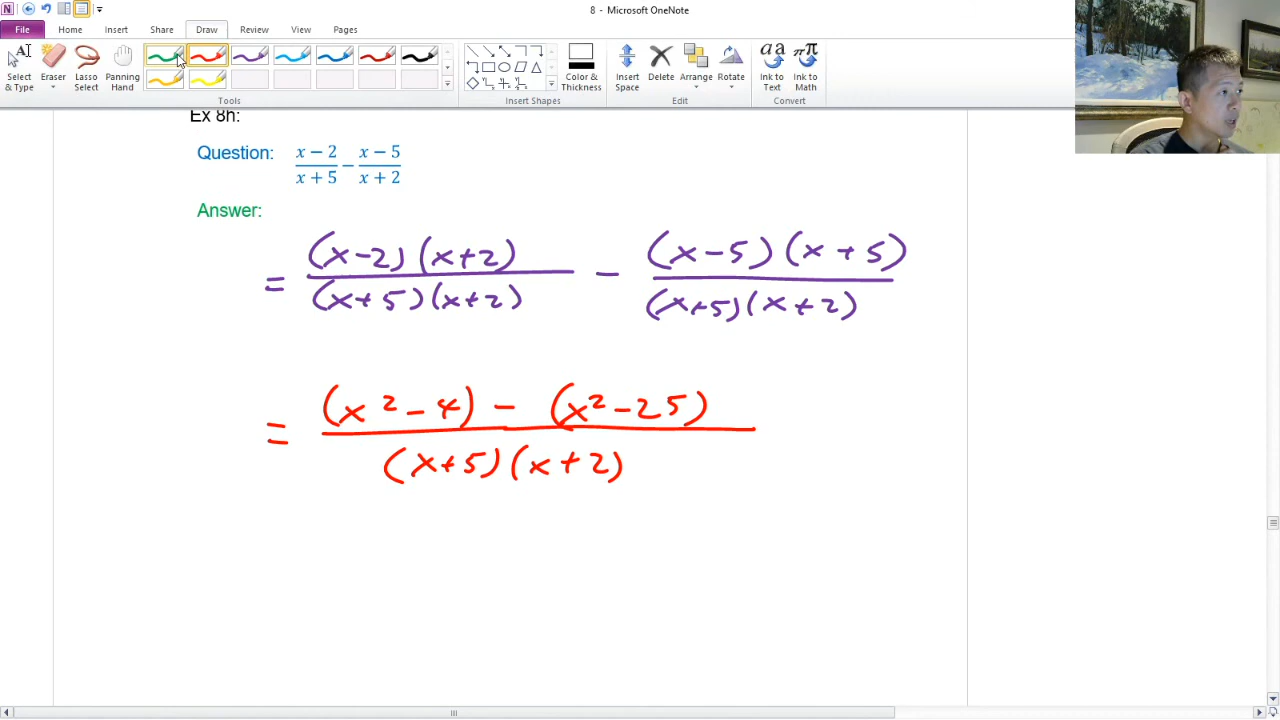 8 - Microsoft OneNote
File Home Insert Share Draw Review View Pages
Select & Type Eraser Lasso Select Panning Hand Color & Thickness Insert Space Delete Arrange Rotate Ink to Text Ink to Math
Tools Insert Shapes Edit Convert
Ex 8h:
Question: (x − 2)/(x + 5) − (x − 5)/(x + 2)
Answer:
= ((x-2)(x+2))/((x+5)(x+2)) - ((x-5)(x+5))/((x+5)(x+2))
= ((x²-4) - (x²-25))/((x+5)(x+2))